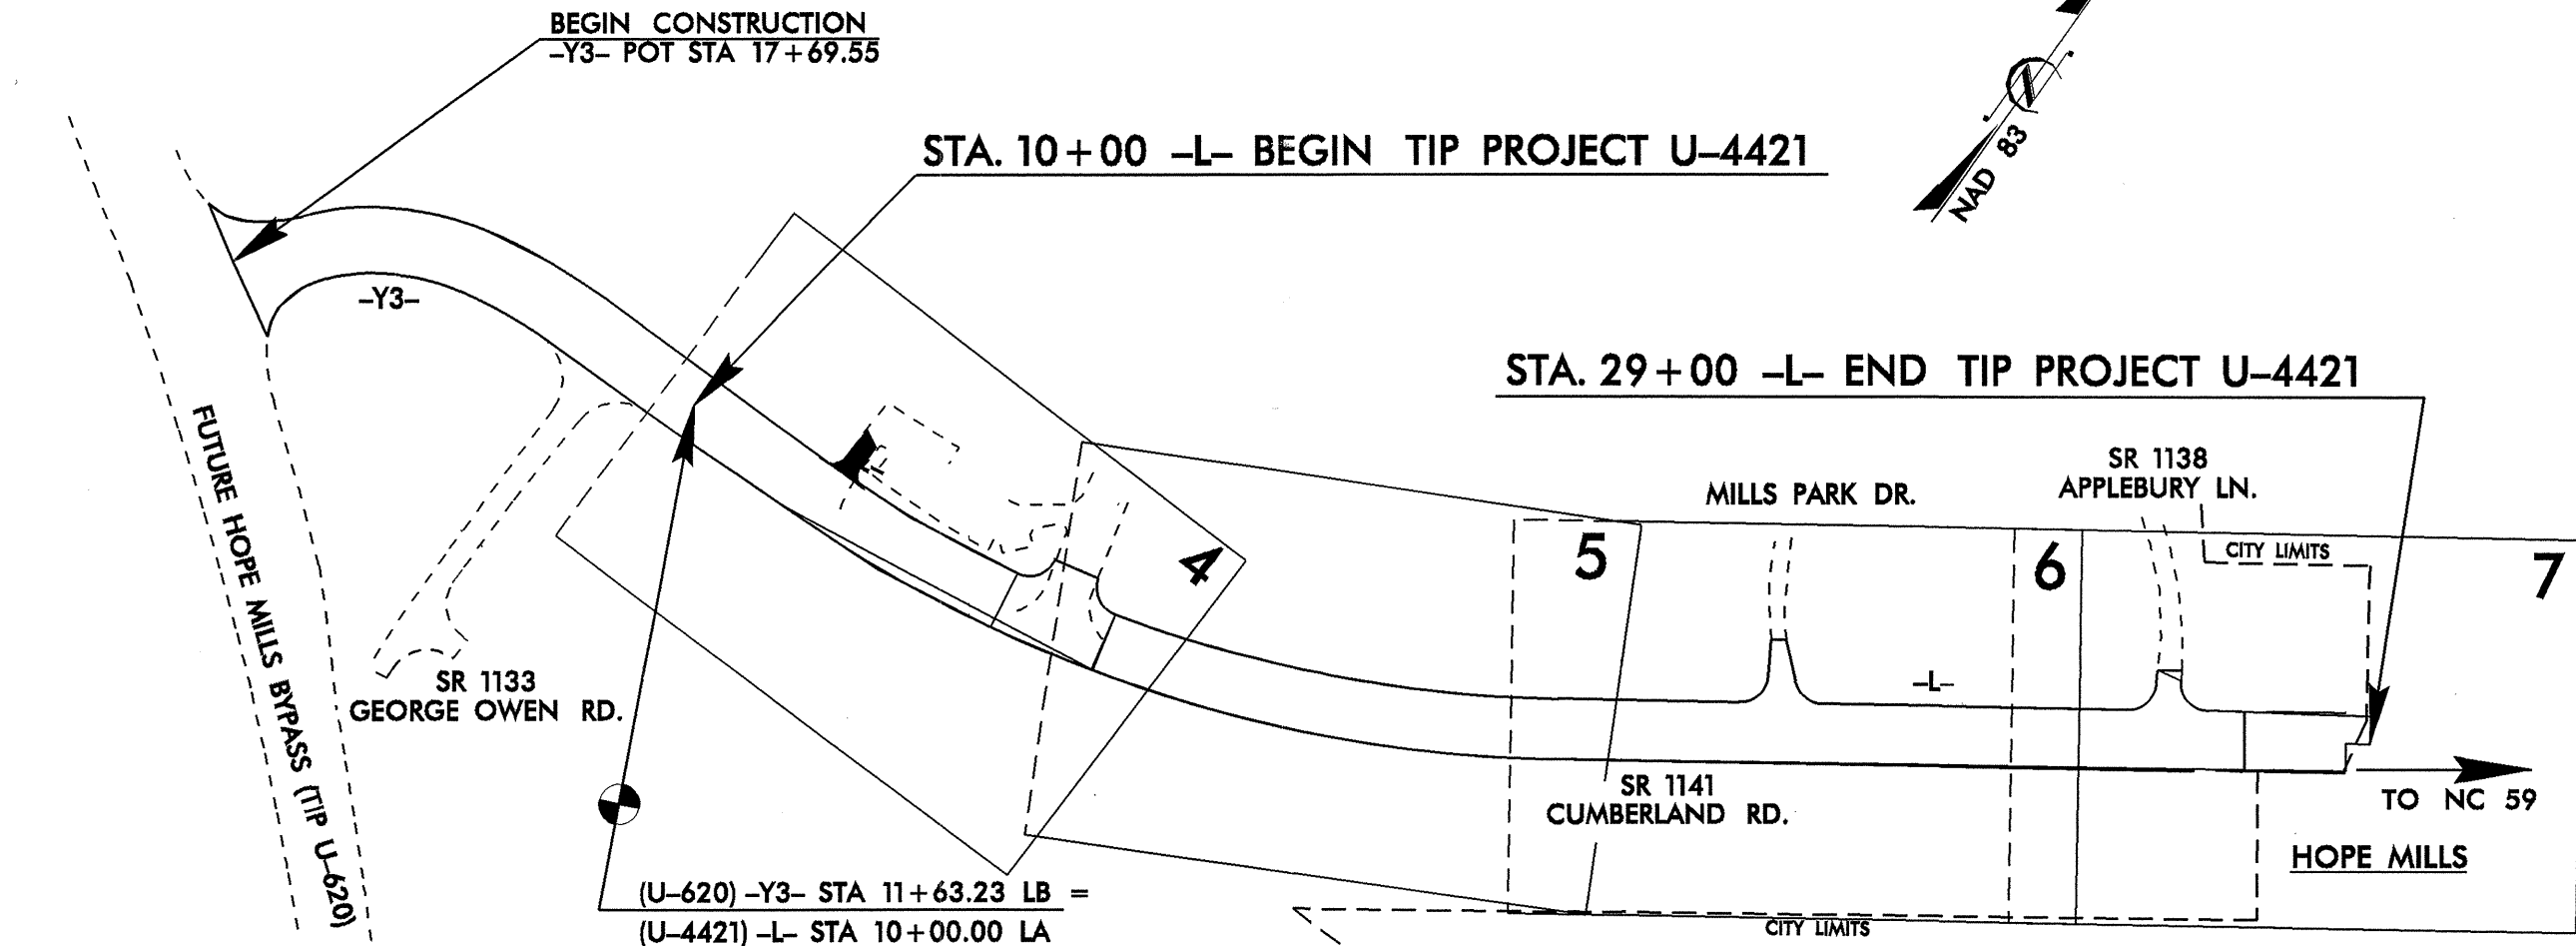 BEGIN CONSTRUCTION
–Y3– POT STA 17+69.55
STA. 10+00 –L– BEGIN TIP PROJECT U–4421
NAD 83
–Y3–
STA. 29+00 –L– END TIP PROJECT U–4421
FUTURE HOPE MILLS BYPASS (TIP U–620)
SR 1133
GEORGE OWEN RD.
4
5
MILLS PARK DR.
6
SR 1138
APPLEBURY LN.
CITY LIMITS
7
–L–
SR 1141
CUMBERLAND RD.
TO NC 59
HOPE MILLS
(U–620) –Y3– STA 11+63.23 LB =
(U–4421) –L– STA 10+00.00 LA
CITY LIMITS